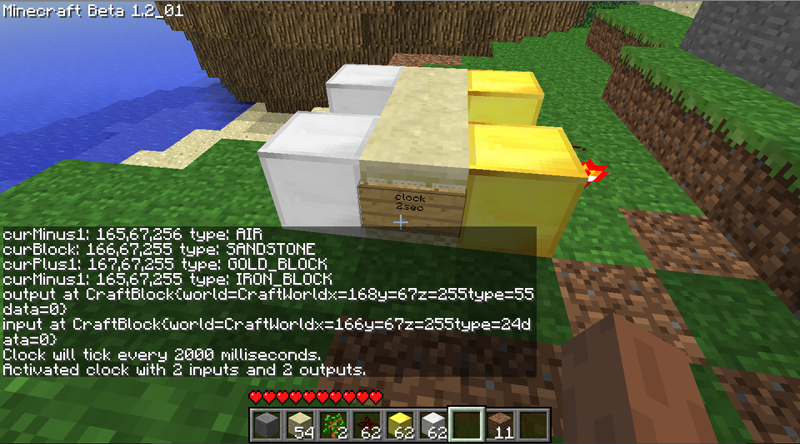 Minecraft Beta 1.2_01
clock
2sec
curMinus1: 165,67,256 type: AIR
curBlock: 166,67,255 type: SANDSTONE
curPlus1: 167,67,255 type: GOLD_BLOCK
curMinus1: 165,67,255 type: IRON_BLOCK
output at CraftBlock{world=CraftWorldx=168y=67z=255type=55
data=0}
input at CraftBlock{world=CraftWorldx=166y=67z=255type=24d
ata=0}
Clock will tick every 2000 milliseconds.
Activated clock with 2 inputs and 2 outputs.
54 2 62 62 62 11